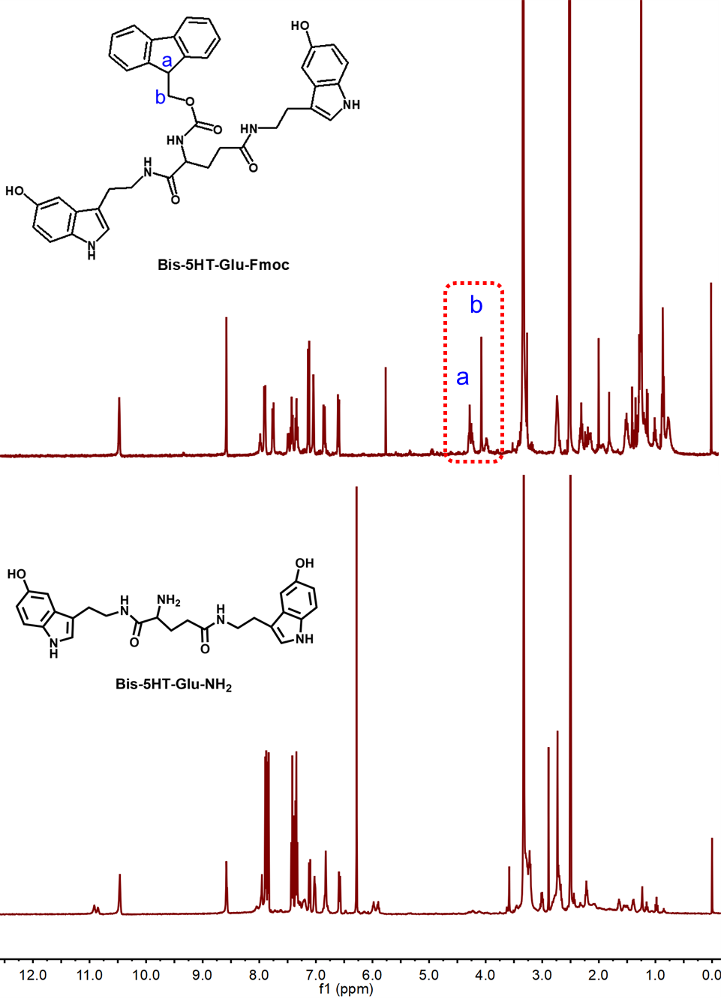 HO
a
b
O
O
HN
NH
HN
O
H
N
O
HO
N
H
Bis-5HT-Glu-Fmoc
b
a
HO
OH
H
N
NH2
H
N
O
O
N
H
NH
Bis-5HT-Glu-NH2
12.0 11.0 10.0 9.0 8.0 7.0 6.0 5.0 4.0 3.0 2.0 1.0 0.0
f1 (ppm)